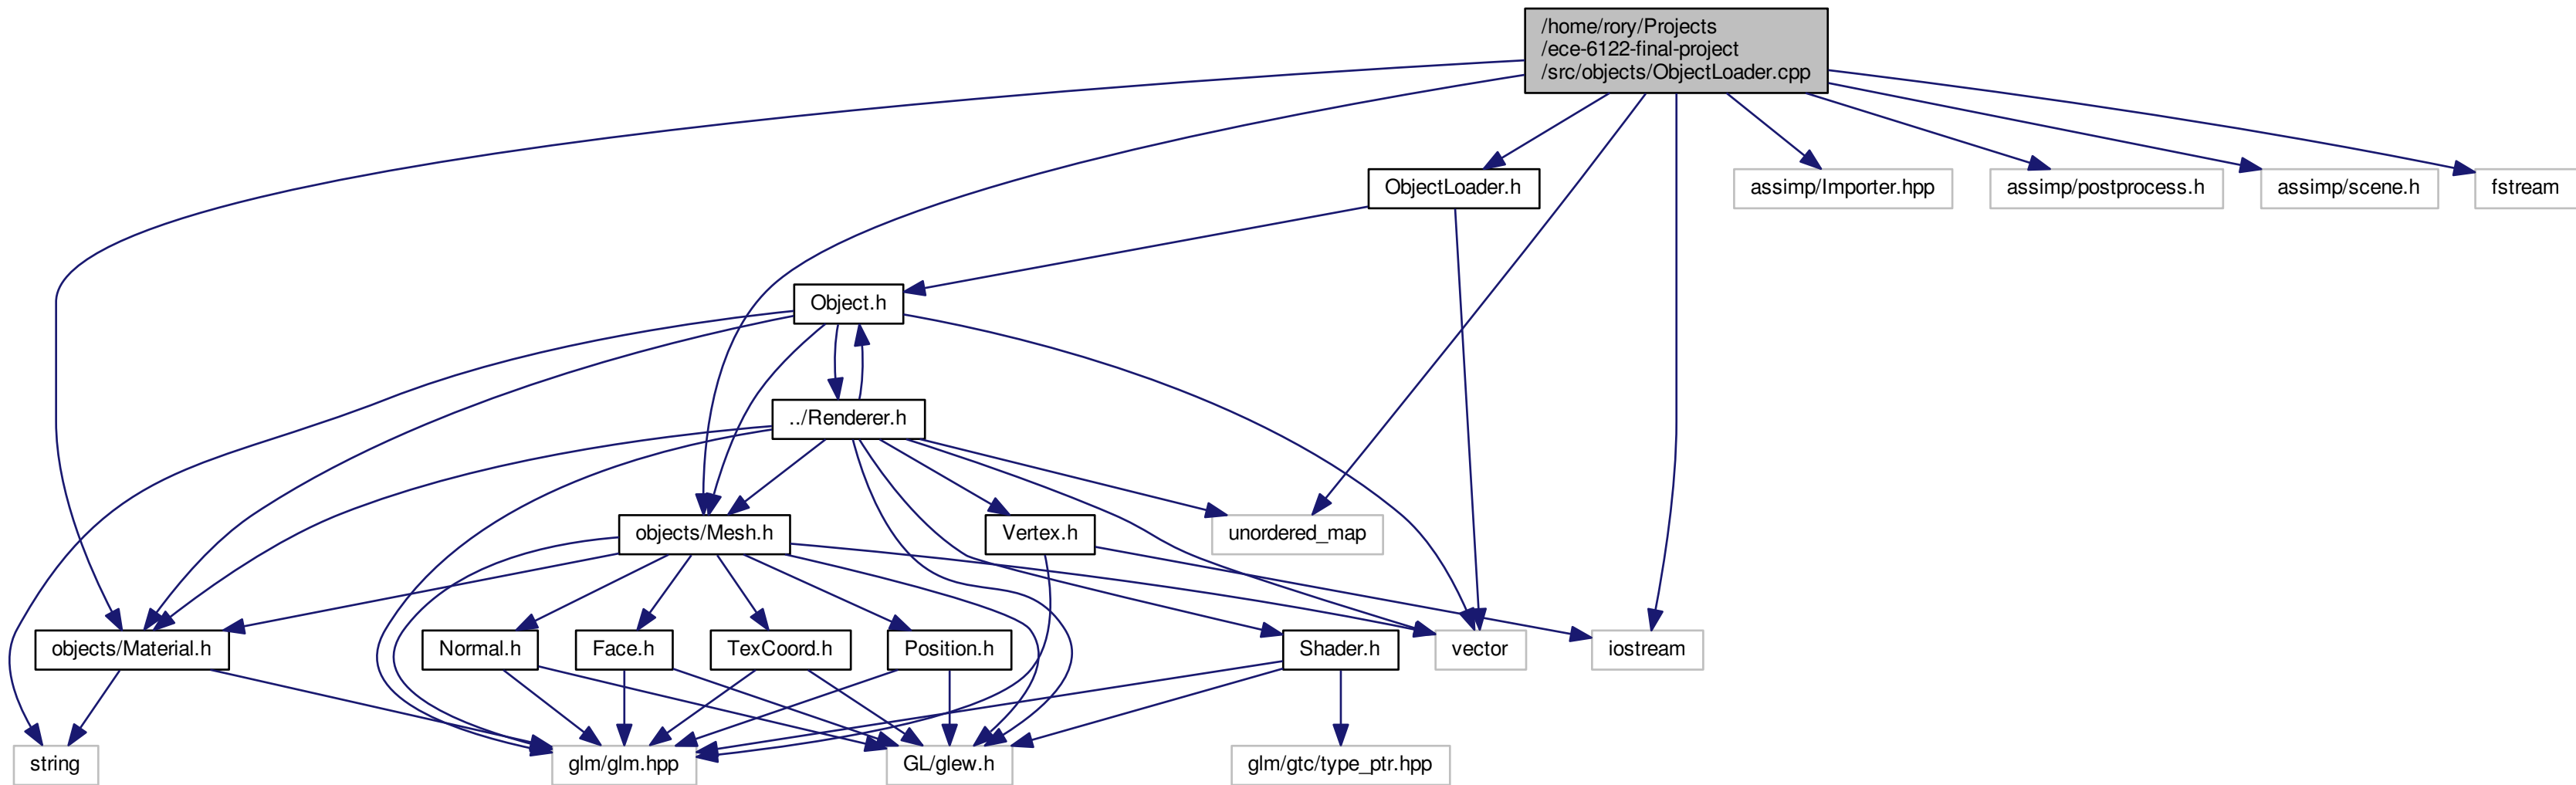 /home/rory/Projects
/ece-6122-final-project
/src/objects/ObjectLoader.cpp
ObjectLoader.h
assimp/Importer.hpp
assimp/postprocess.h
assimp/scene.h
fstream
Object.h
../Renderer.h
objects/Mesh.h
Vertex.h
unordered_map
objects/Material.h
Normal.h
Face.h
TexCoord.h
Position.h
Shader.h
vector
iostream
string
glm/glm.hpp
GL/glew.h
glm/gtc/type_ptr.hpp